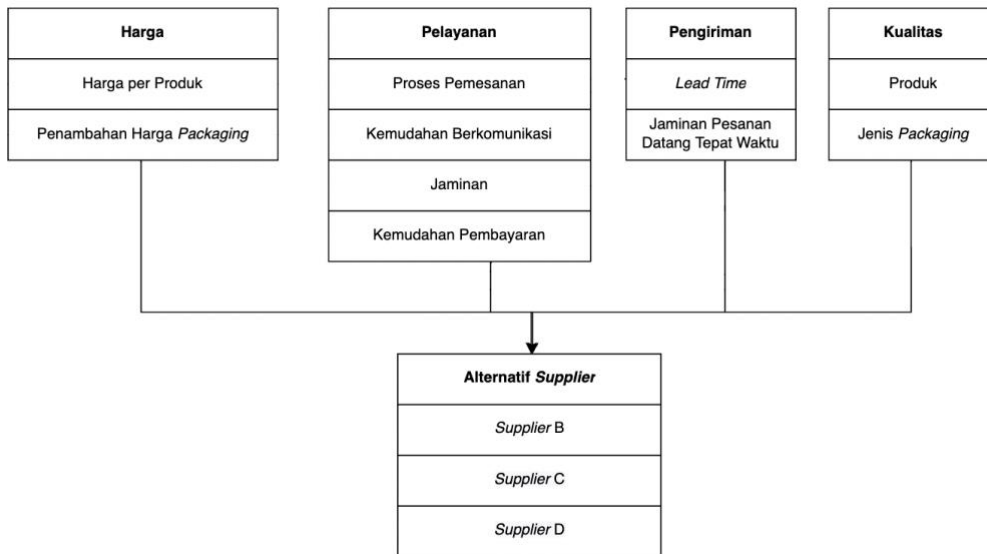 Harga
Harga per Produk
Penambahan Harga Packaging
Pelayanan
Proses Pemesanan
Kemudahan Berkomunikasi
Jaminan
Kemudahan Pembayaran
Pengiriman
Lead Time
Jaminan Pesanan
Datang Tepat Waktu
Kualitas
Produk
Jenis Packaging
Alternatif Supplier
Supplier B
Supplier C
Supplier D